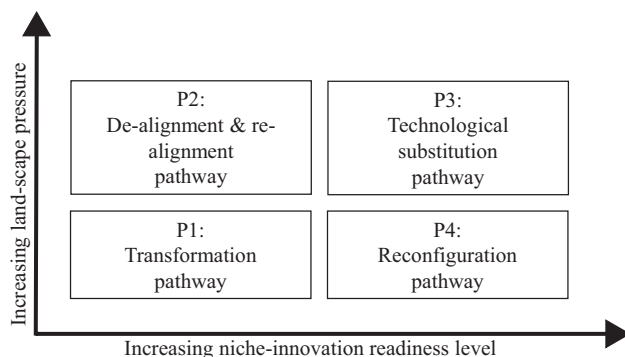 Increasing land-scape pressure
P2:
De-alignment & re-
alignment
pathway
P3:
Technological
substitution
pathway
P1:
Transformation
pathway
P4:
Reconfiguration
pathway
Increasing niche-innovation readiness level